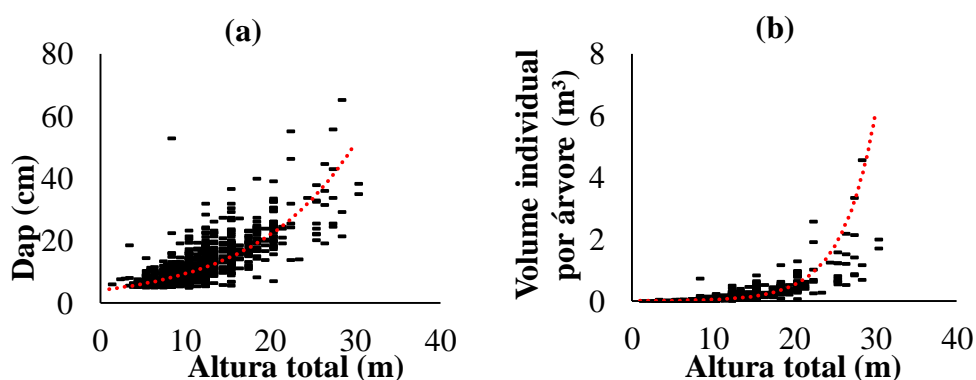 (a)
80
60
40
20
0
Dap (cm)
0 10 20 30 40
Altura total (m)
(b)
8
6
4
2
0
Volume individual
por árvore (m³)
0 10 20 30 40
Altura total (m)